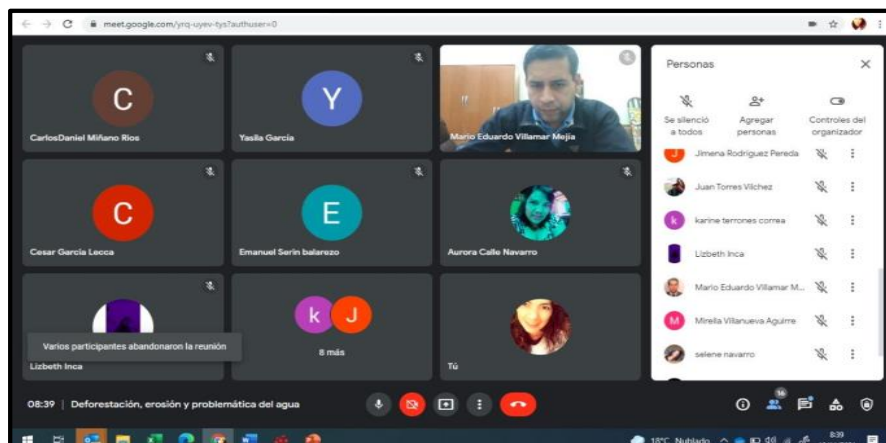 meet.google.com/yrq-uyev-tys?authuser=0
C
CarlosDaniel Miñano Rios
Y
Yasila García
Mario Eduardo Villamar Mejía
C
Cesar García Lecca
E
Emanuel Serin balarezo
Aurora Calle Navarro
Lizbeth Inca
Varios participantes abandonaron la reunión
k J
8 más
Tú
Personas
Se silenció a todos
Agregar personas
Controles del organizador
J
Jimena Rodríguez Pereda
Juan Torres Vilchez
k
karine terrones correa
Lizbeth Inca
Mario Eduardo Villamar M...
M
Mirella Villanueva Aguirre
selene navarro
08:39 | Deforestación, erosión y problemática del agua
16
18°C Nublado
8:39